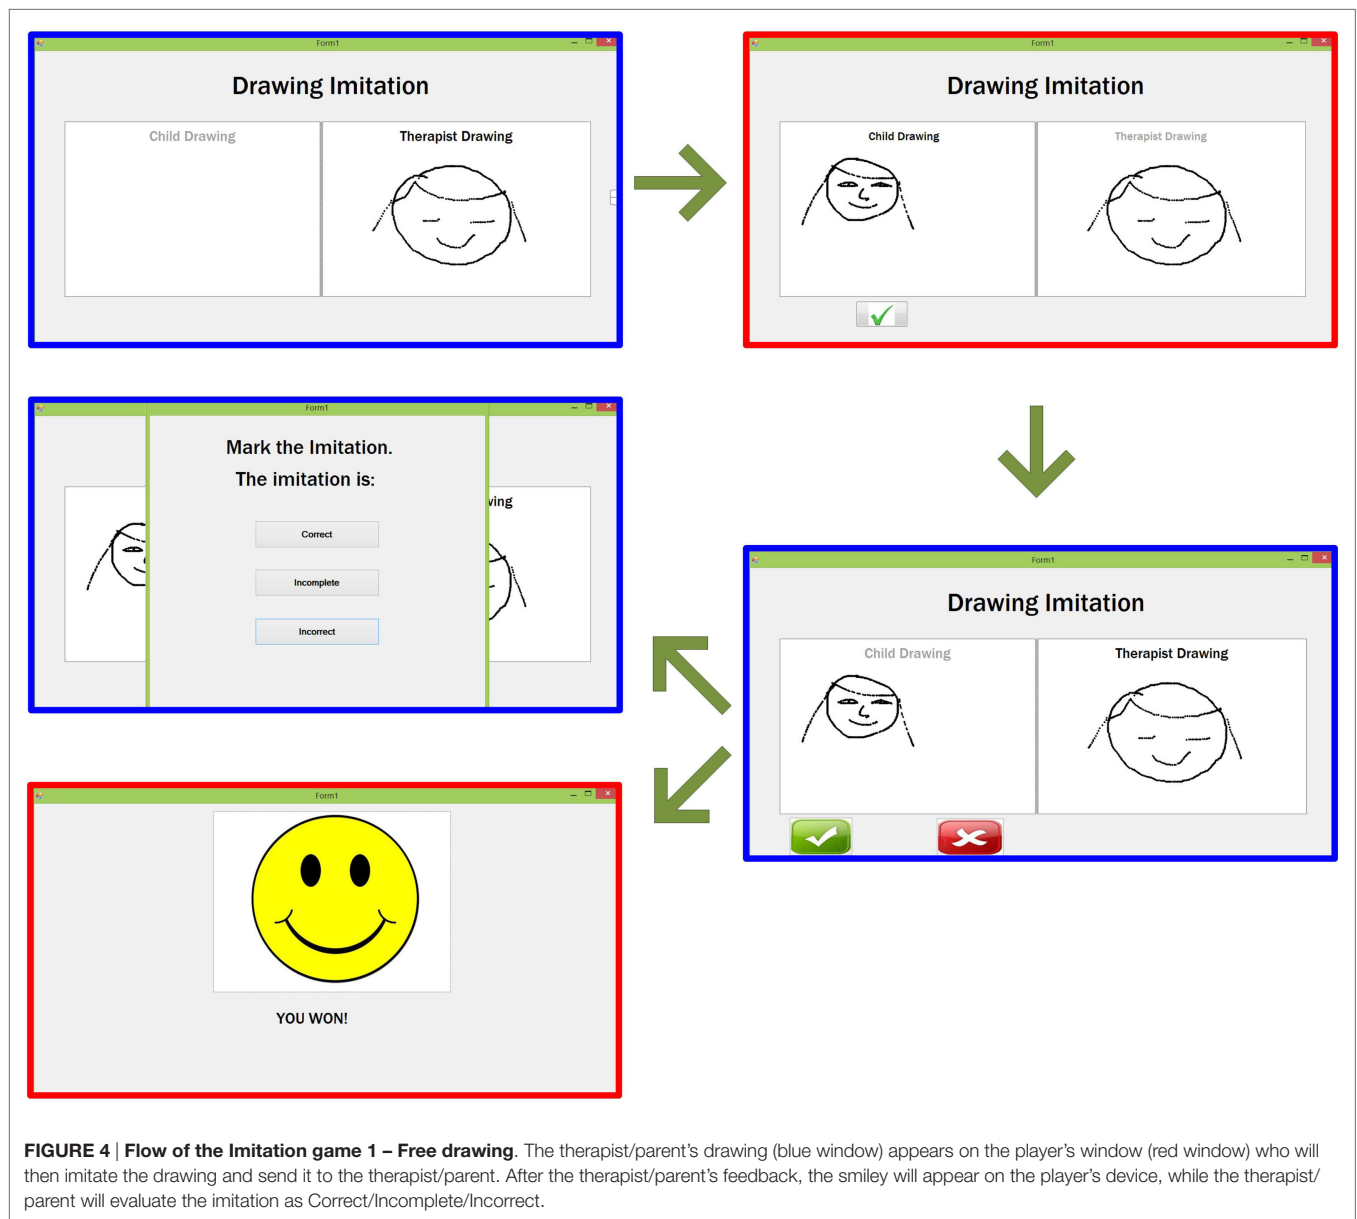 Form1
Drawing Imitation
Child Drawing
Therapist Drawing
Form1
Drawing Imitation
Child Drawing
Therapist Drawing
Form1
Mark the Imitation.
The imitation is:
Correct
Incomplete
Incorrect
wing
Form1
Drawing Imitation
Child Drawing
Therapist Drawing
Form1
YOU WON!
FIGURE 4 | Flow of the Imitation game 1 – Free drawing. The therapist/parent's drawing (blue window) appears on the player's window (red window) who will
then imitate the drawing and send it to the therapist/parent. After the therapist/parent's feedback, the smiley will appear on the player's device, while the therapist/
parent will evaluate the imitation as Correct/Incomplete/Incorrect.